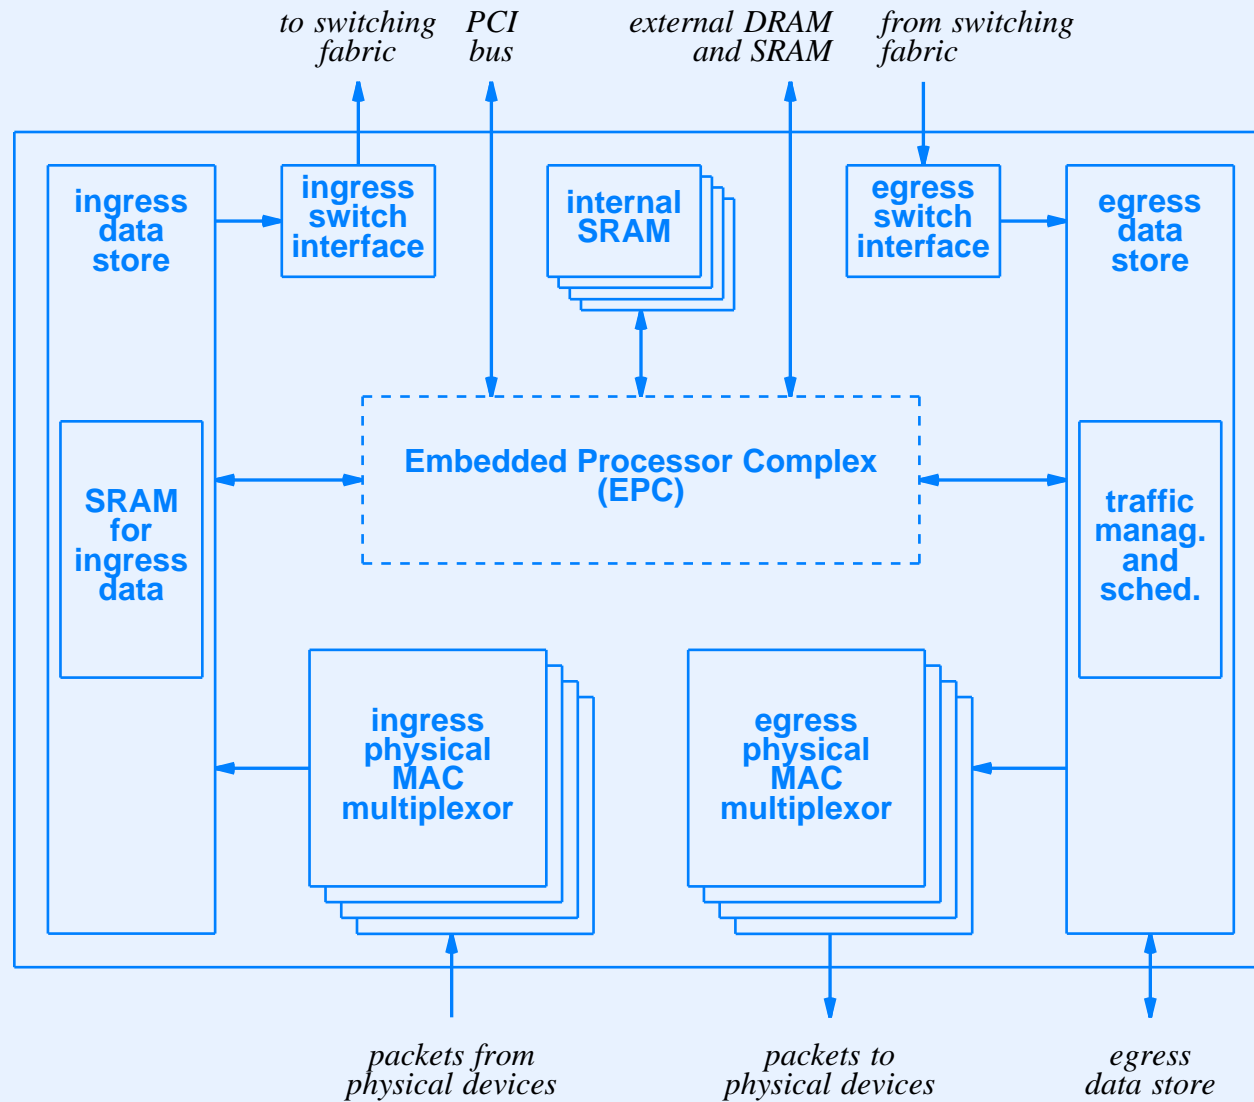 to switching
fabric
PCI
bus
external DRAM
and SRAM
from switching
fabric
ingress
data
store
ingress
switch
interface
internal
SRAM
egress
switch
interface
egress
data
store
Embedded Processor Complex
(EPC)
SRAM
for
ingress
data
traffic
manag.
and
sched.
ingress
physical
MAC
multiplexor
egress
physical
MAC
multiplexor
packets from
physical devices
packets to
physical devices
egress
data store